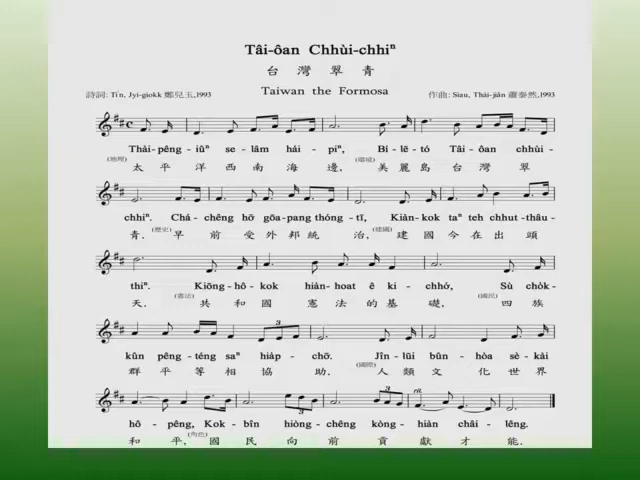 Tâi-ôan Chhùi-chhiⁿ
台灣翠青
Taiwan the Formosa
詩詞: Tīⁿ, Jyi-giokk 鄭兒玉,1993 作曲: Siau, Thài-jiân 蕭泰然,1993
Thài-pêng-iûⁿ se-lâm hái-piⁿ, Bí-lē-tó Tâi-ôan chhùi-
(地理) 太平洋西南海邊, (環境) 美麗島台灣翠
chhiⁿ. Chá-chêng hō͘ gōa-pang thóng-tī, Kiàn-kok taⁿ teh chhut-thâu-
青. (歷史) 早前受外邦統治, (建國) 建國今在出頭
thiⁿ. Kiōng-hô-kok hiàn-hoat ê ki-chhó͘, Sù cho̍k-
天. (憲法) 共和國憲法的基礎, (國民) 四族
kûn pêng-téng saⁿ hia̍p-chō͘. Jîn-lūi bûn-hòa sè-kài
群平等相協助. (國際) 人類文化世界
hô-pêng, Kok-bîn hiòng-chêng kòng-hiàn châi-lêng.
和平, (角色) 國民向前貢獻才能.